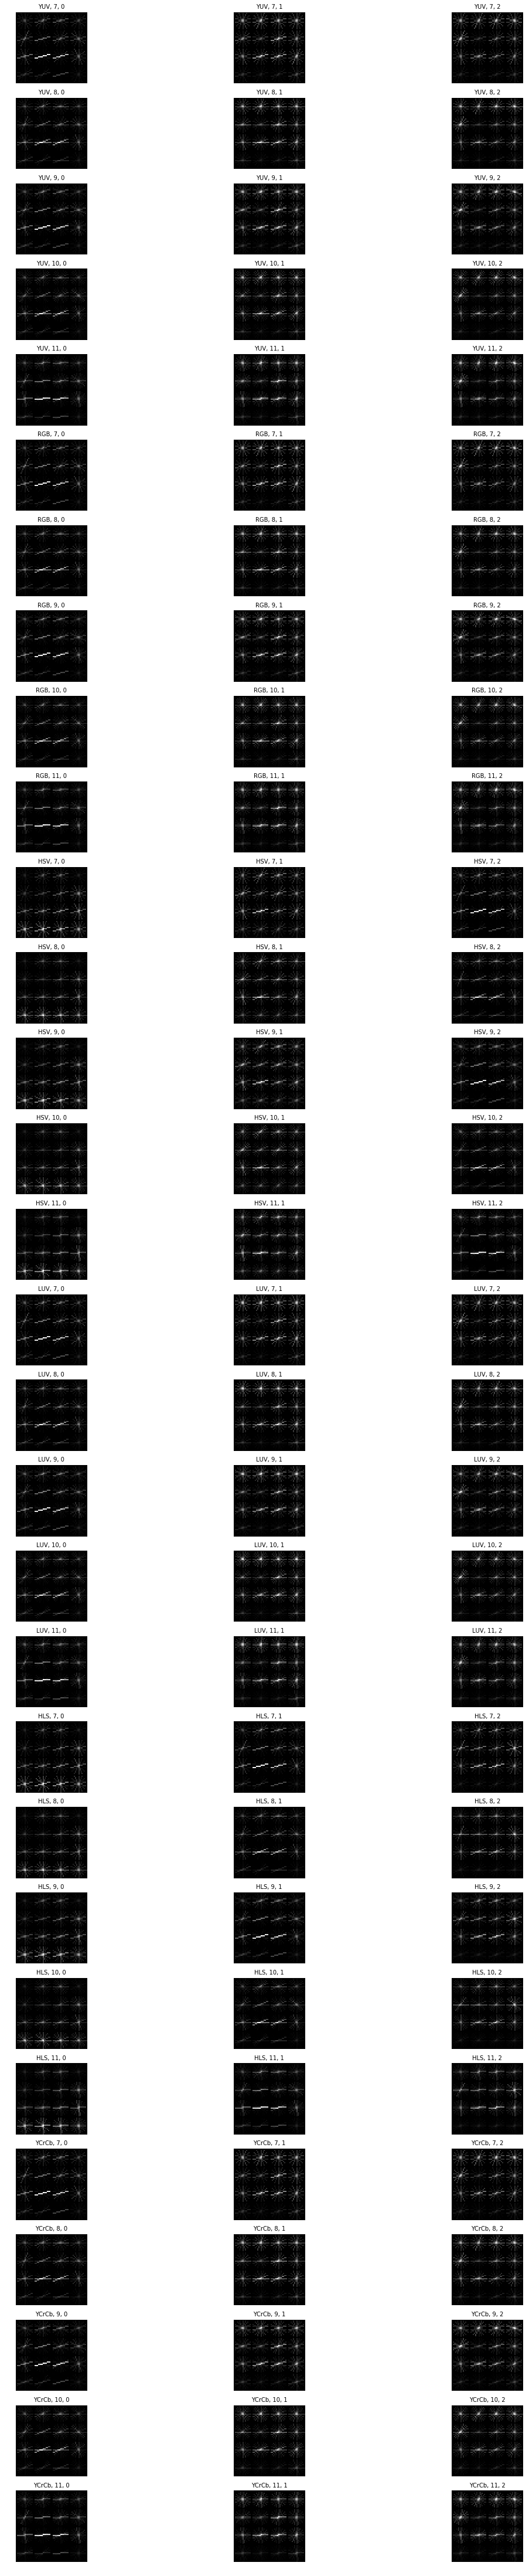 YUV, 7, 0 YUV, 7, 1 YUV, 7, 2
YUV, 8, 0 YUV, 8, 1 YUV, 8, 2
YUV, 9, 0 YUV, 9, 1 YUV, 9, 2
YUV, 10, 0 YUV, 10, 1 YUV, 10, 2
YUV, 11, 0 YUV, 11, 1 YUV, 11, 2
RGB, 7, 0 RGB, 7, 1 RGB, 7, 2
RGB, 8, 0 RGB, 8, 1 RGB, 8, 2
RGB, 9, 0 RGB, 9, 1 RGB, 9, 2
RGB, 10, 0 RGB, 10, 1 RGB, 10, 2
RGB, 11, 0 RGB, 11, 1 RGB, 11, 2
HSV, 7, 0 HSV, 7, 1 HSV, 7, 2
HSV, 8, 0 HSV, 8, 1 HSV, 8, 2
HSV, 9, 0 HSV, 9, 1 HSV, 9, 2
HSV, 10, 0 HSV, 10, 1 HSV, 10, 2
HSV, 11, 0 HSV, 11, 1 HSV, 11, 2
LUV, 7, 0 LUV, 7, 1 LUV, 7, 2
LUV, 8, 0 LUV, 8, 1 LUV, 8, 2
LUV, 9, 0 LUV, 9, 1 LUV, 9, 2
LUV, 10, 0 LUV, 10, 1 LUV, 10, 2
LUV, 11, 0 LUV, 11, 1 LUV, 11, 2
HLS, 7, 0 HLS, 7, 1 HLS, 7, 2
HLS, 8, 0 HLS, 8, 1 HLS, 8, 2
HLS, 9, 0 HLS, 9, 1 HLS, 9, 2
HLS, 10, 0 HLS, 10, 1 HLS, 10, 2
HLS, 11, 0 HLS, 11, 1 HLS, 11, 2
YCrCb, 7, 0 YCrCb, 7, 1 YCrCb, 7, 2
YCrCb, 8, 0 YCrCb, 8, 1 YCrCb, 8, 2
YCrCb, 9, 0 YCrCb, 9, 1 YCrCb, 9, 2
YCrCb, 10, 0 YCrCb, 10, 1 YCrCb, 10, 2
YCrCb, 11, 0 YCrCb, 11, 1 YCrCb, 11, 2